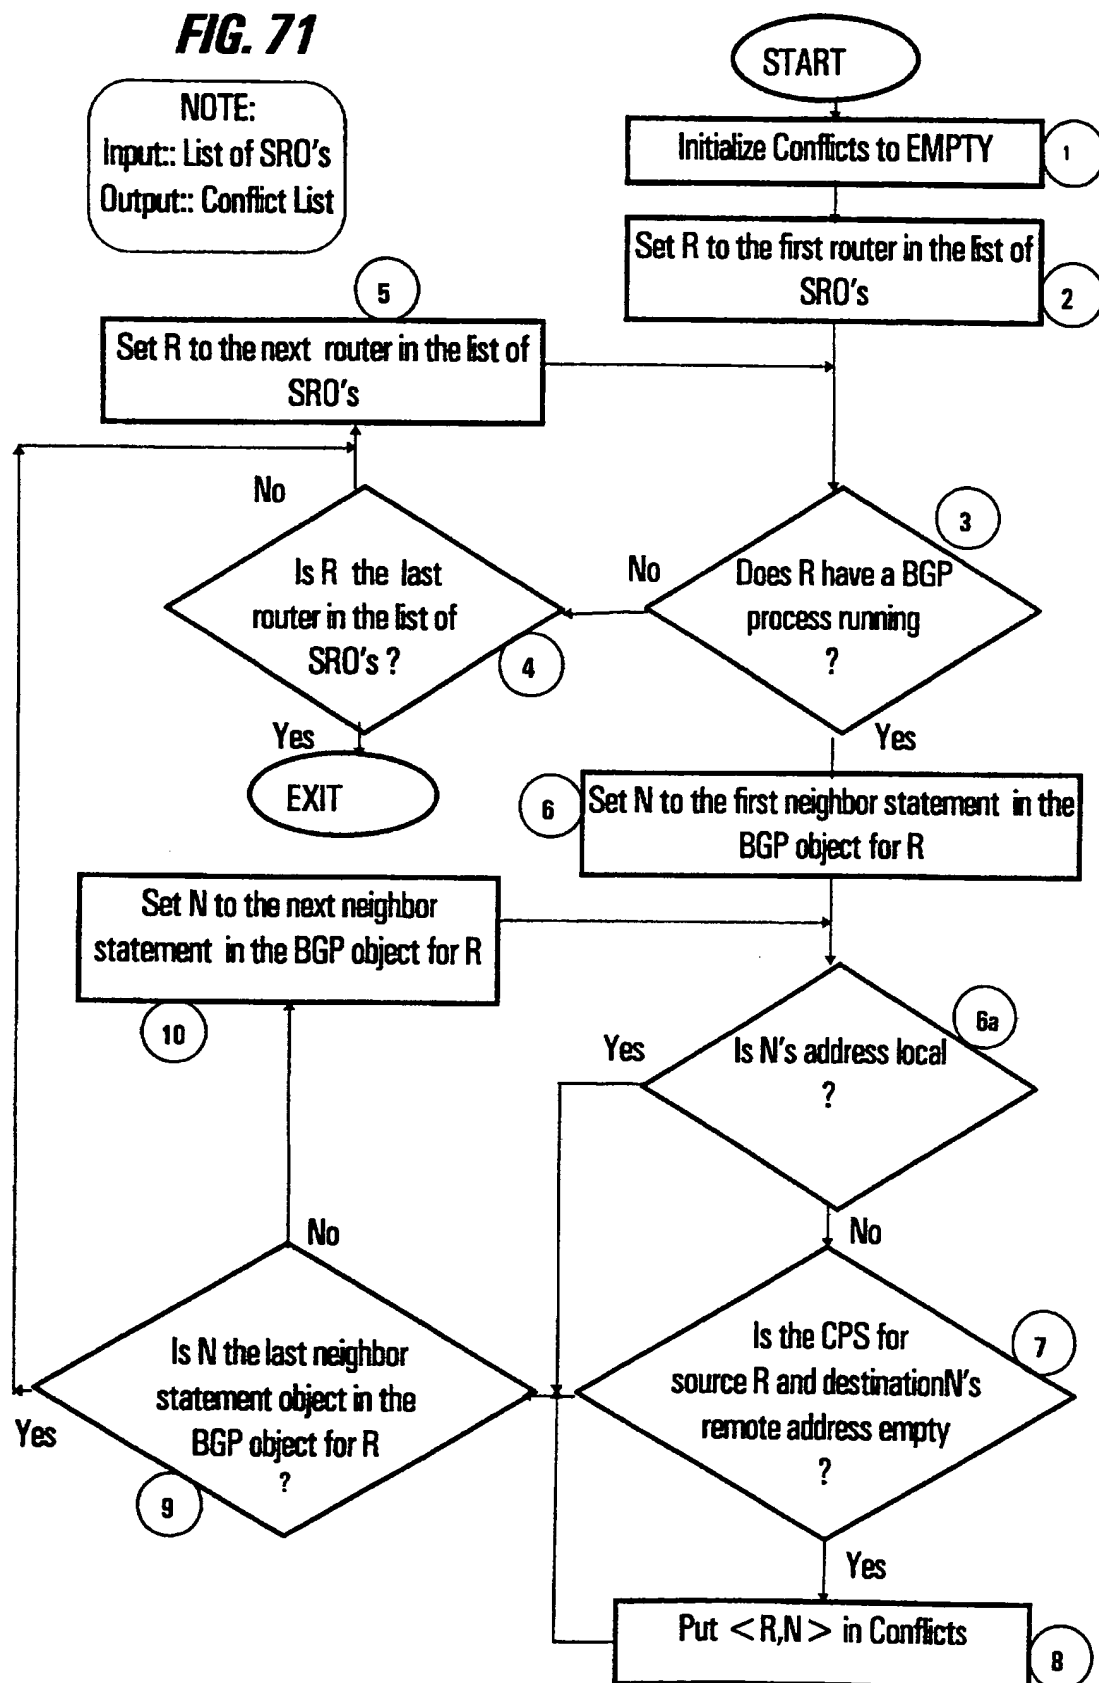 FIG. 71
NOTE:
Input:: List of SRO's
Output:: Conflict List
START
Initialize Conflicts to EMPTY
1
Set R to the first router in the list of
SRO's
2
5
Set R to the next router in the list of
SRO's
No
Is R the last
router in the list of
SRO's ?
4
Yes
EXIT
3
No
Does R have a BGP
process running
?
Yes
6
Set N to the first neighbor statement in the
BGP object for R
Set N to the next neighbor
statement in the BGP object for R
10
6a
Yes
Is N's address local
?
No
7
Is the CPS for
source R and destinationN's
remote address empty
?
Yes
No
Is N the last neighbor
statement object in the
BGP object for R
?
Yes
9
Put <R,N> in Conflicts
8